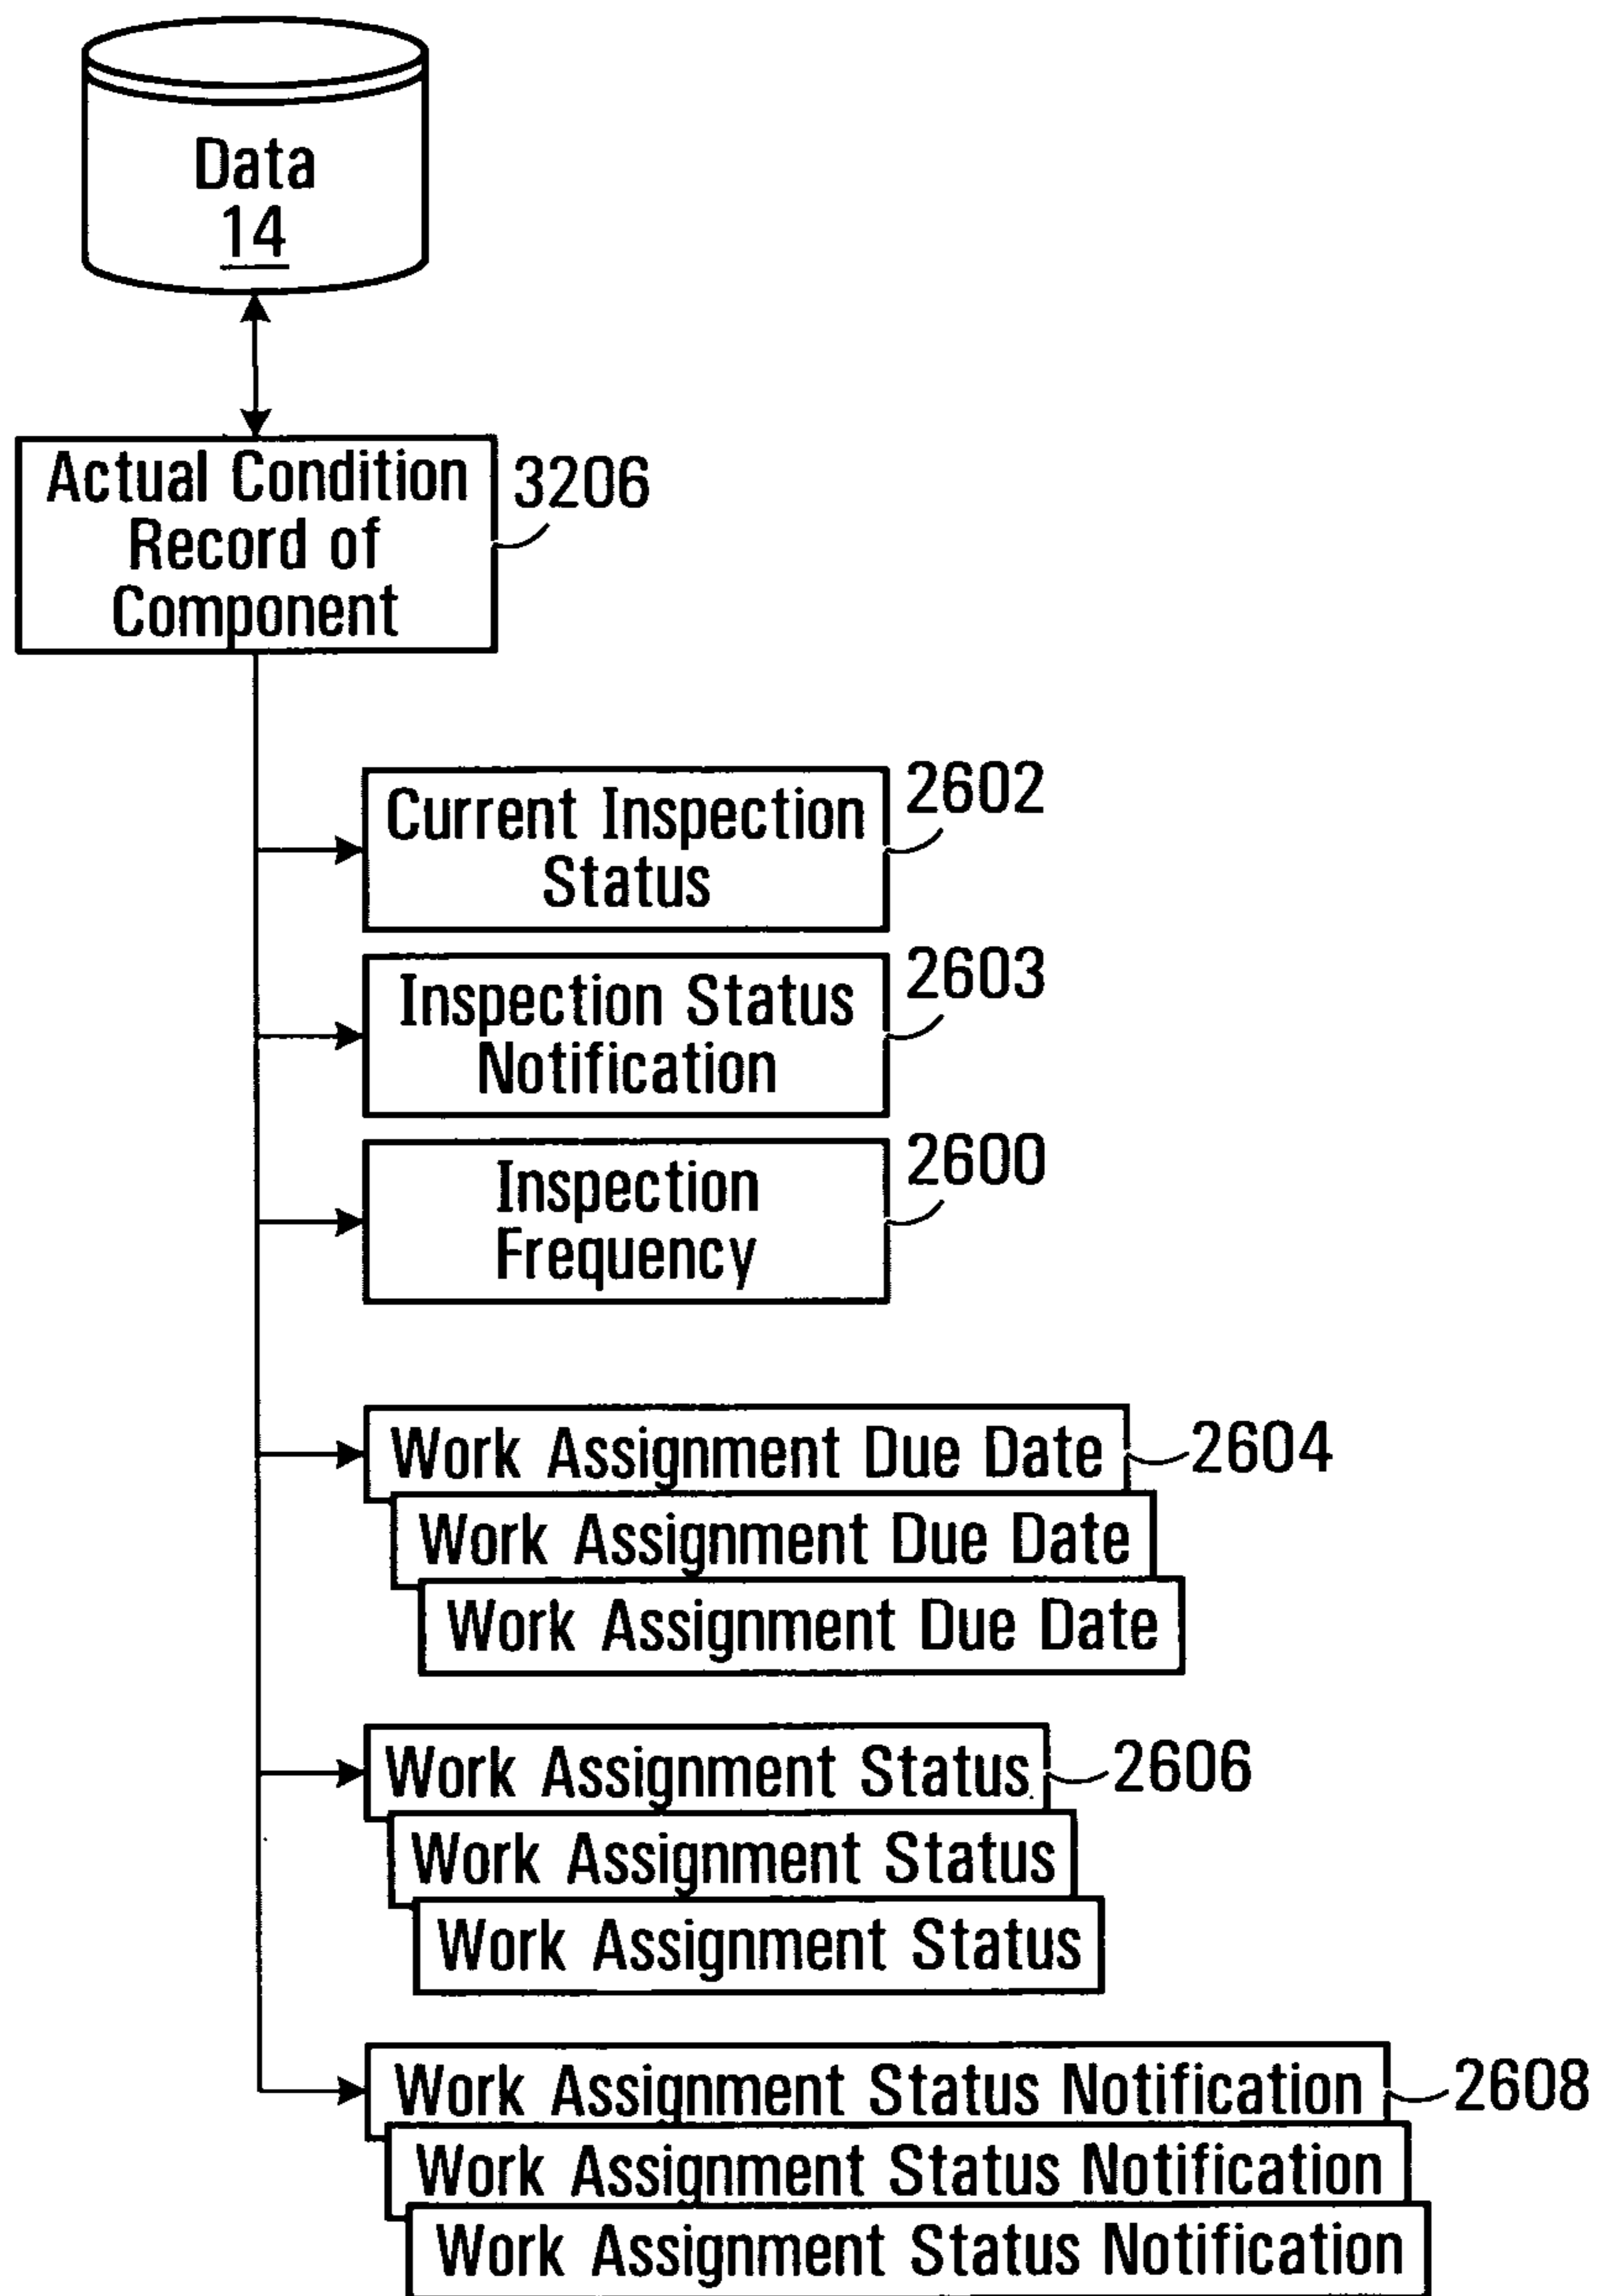 Data
14
Actual Condition
Record of
Component
3206
Current Inspection
Status
2602
Inspection Status
Notification
2603
Inspection
Frequency
2600
Work Assignment Due Date
2604
Work Assignment Due Date
Work Assignment Due Date
Work Assignment Status
2606
Work Assignment Status
Work Assignment Status
Work Assignment Status Notification
2608
Work Assignment Status Notification
Work Assignment Status Notification